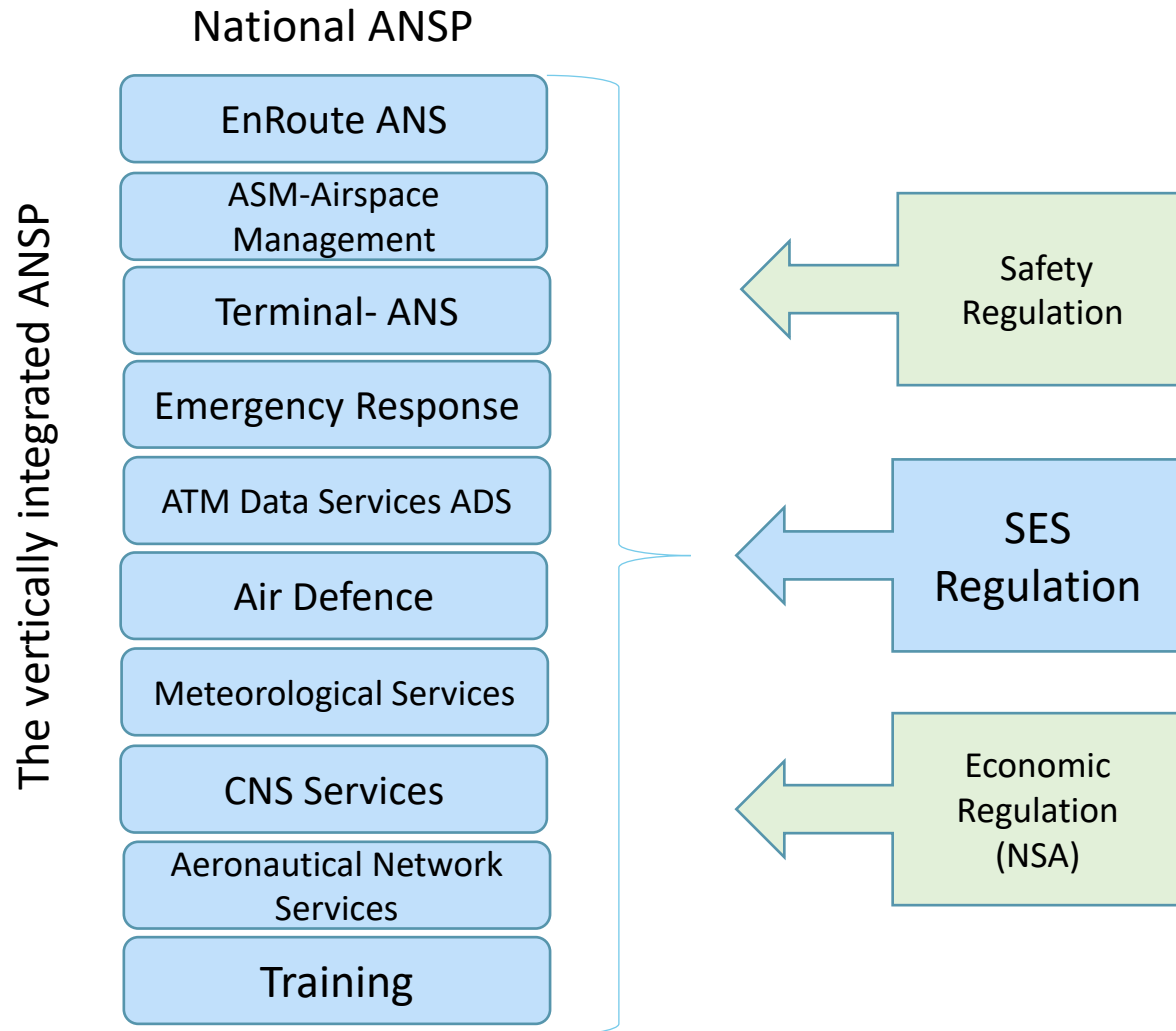 National ANSP
The vertically integrated ANSP
EnRoute ANS
ASM-Airspace
Management
Terminal- ANS
Emergency Response
ATM Data Services ADS
Air Defence
Meteorological Services
CNS Services
Aeronautical Network
Services
Training
Safety
Regulation
SES
Regulation
Economic
Regulation
(NSA)